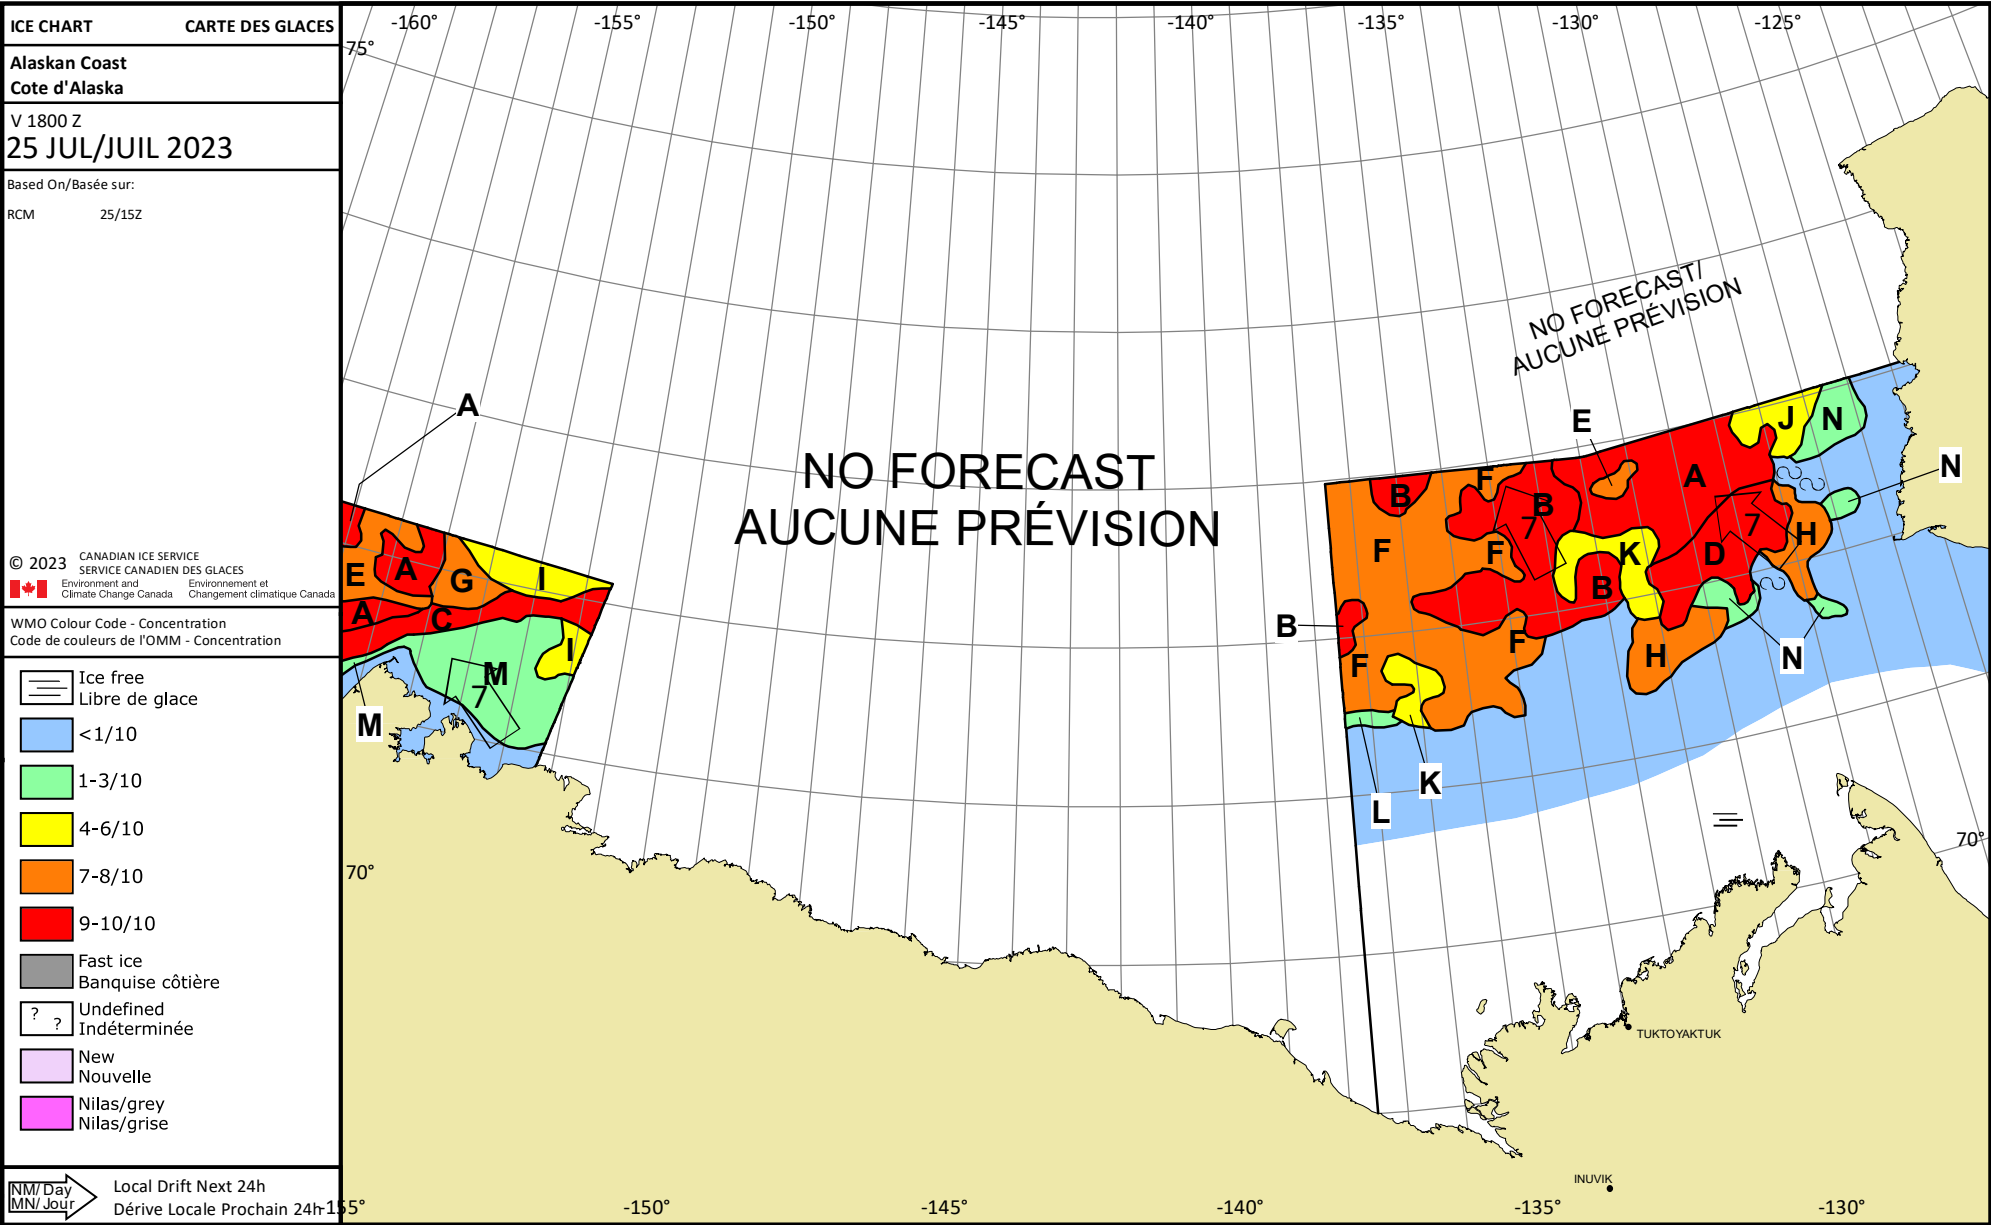 ICE CHART CARTE DES GLACES
Alaskan Coast
Cote d'Alaska
V 1800 Z
25 JUL/JUIL 2023
Based On/Basée sur:
RCM 25/15Z
© 2023 CANADIAN ICE SERVICE
SERVICE CANADIEN DES GLACES
Environment and Environnement et
Climate Change Canada Changement climatique Canada
WMO Colour Code - Concentration
Code de couleurs de l'OMM - Concentration
Ice free
Libre de glace
<1/10
1-3/10
4-6/10
7-8/10
9-10/10
Fast ice
Banquise côtière
? ? Undefined
Indéterminée
New
Nouvelle
Nilas/grey
Nilas/grise
NM/Day Local Drift Next 24h
MN/Jour Dérive Locale Prochain 24h
-160° -155° -145° -140° -135° -130° -125°
75°
NO FORECAST/
AUCUNE PRÉVISION
A
E
J N
NO FORECAST
AUCUNE PRÉVISION
B F B A N
7 7
F F K D H
E A G I
A C
B B
F F H
I
M
7
N
M
K
L
70°
70°
TUKTOYAKTUK
INUVIK
-155° -150° -145° -140° -135° -130°